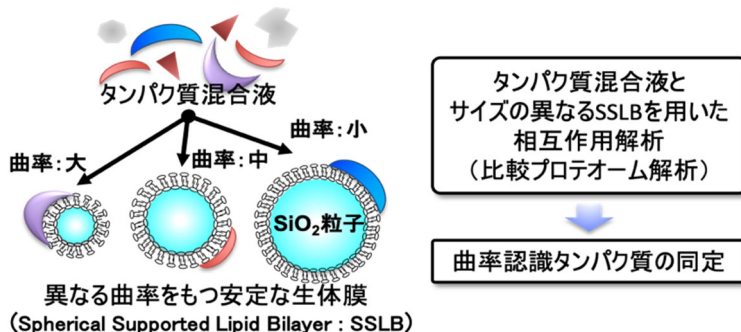 タンパク質混合液
曲率:小
曲率:大
曲率:中
SiO₂粒子
異なる曲率をもつ安定な生体膜
(Spherical Supported Lipid Bilayer : SSLB)
タンパク質混合液と
サイズの異なるSSLBを用いた
相互作用解析
(比較プロテオーム解析)
曲率認識タンパク質の同定